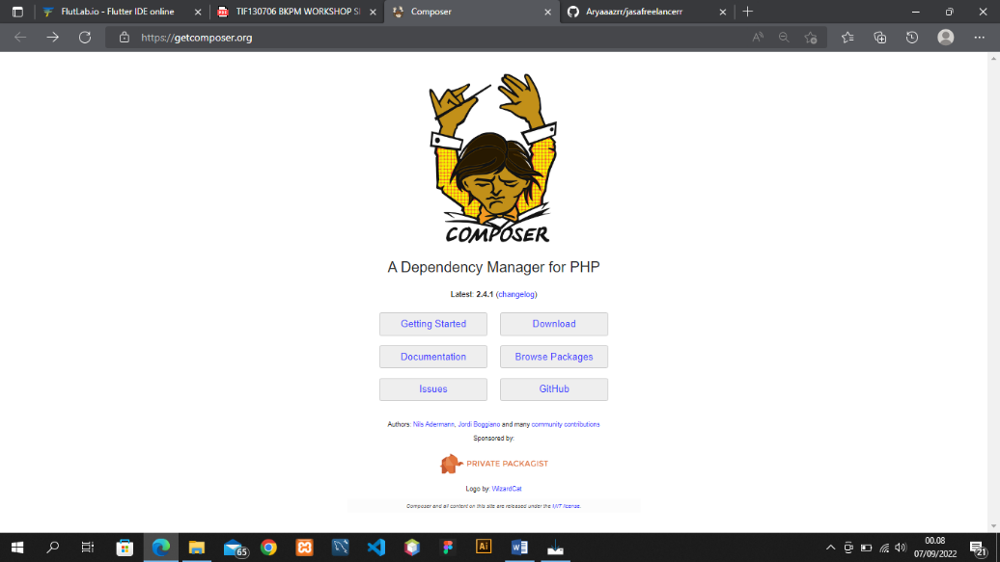 FlutLab.io - Flutter IDE online
TIF130706 BKPM WORKSHOP SI
Composer
Aryaaazrr/jasafreelancerr
https://getcomposer.org
COMPOSER
A Dependency Manager for PHP
Latest: 2.4.1 (changelog)
Getting Started
Download
Documentation
Browse Packages
Issues
GitHub
Authors: Nils Adermann, Jordi Boggiano and many community contributions
Sponsored by:
PRIVATE PACKAGIST
Logo by: WizardCat
Composer and all content on this site are released under the MIT license.
65
Ai
00.08
07/09/2022
21